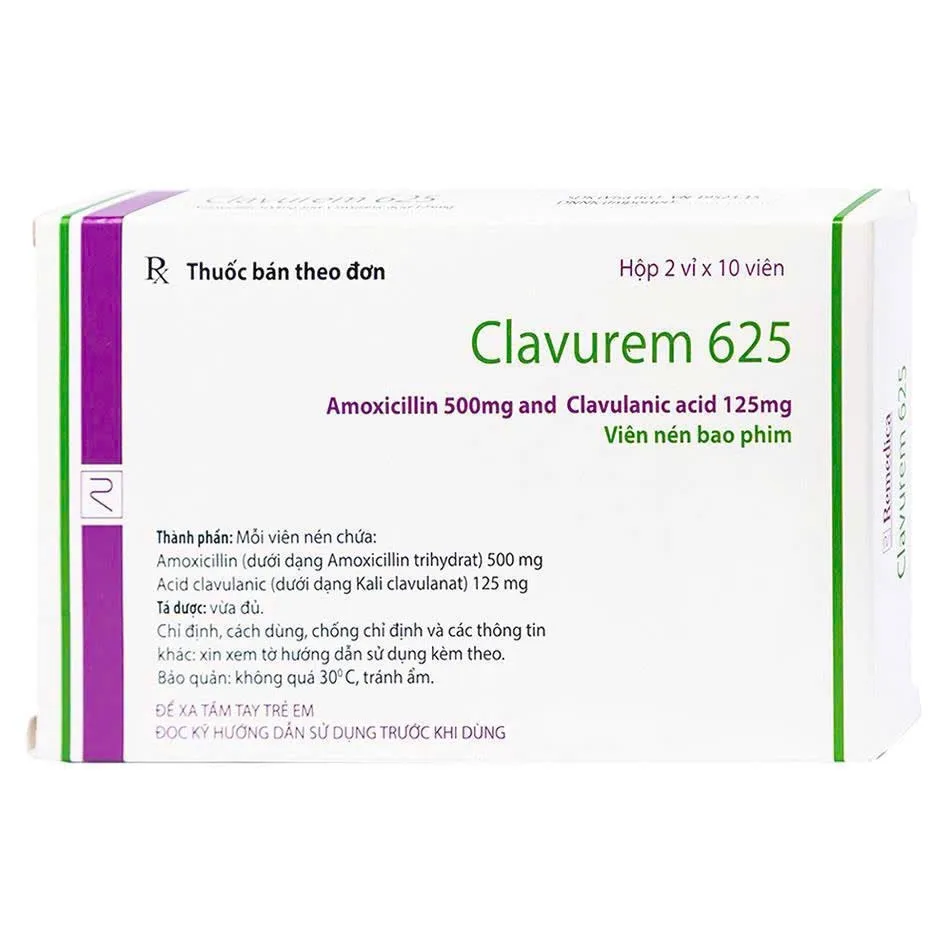 Clavurem 625
Rx Thuốc bán theo đơn
Hộp 2 vỉ x 10 viên
Clavurem 625
Amoxicillin 500mg and Clavulanic acid 125mg
Viên nén bao phim
Thành phần: Mỗi viên nén chứa:
Amoxicillin (dưới dạng Amoxicillin trihydrat) 500 mg
Acid clavulanic (dưới dạng Kali clavulanat) 125 mg
Tá dược: vừa đủ.
Chỉ định, cách dùng, chống chỉ định và các thông tin
khác: xin xem tờ hướng dẫn sử dụng kèm theo.
Bảo quản: không quá 30⁰C, tránh ẩm.
ĐỂ XA TẦM TAY TRẺ EM
ĐỌC KỸ HƯỚNG DẪN SỬ DỤNG TRƯỚC KHI DÙNG
Remedica
Clavurem 625